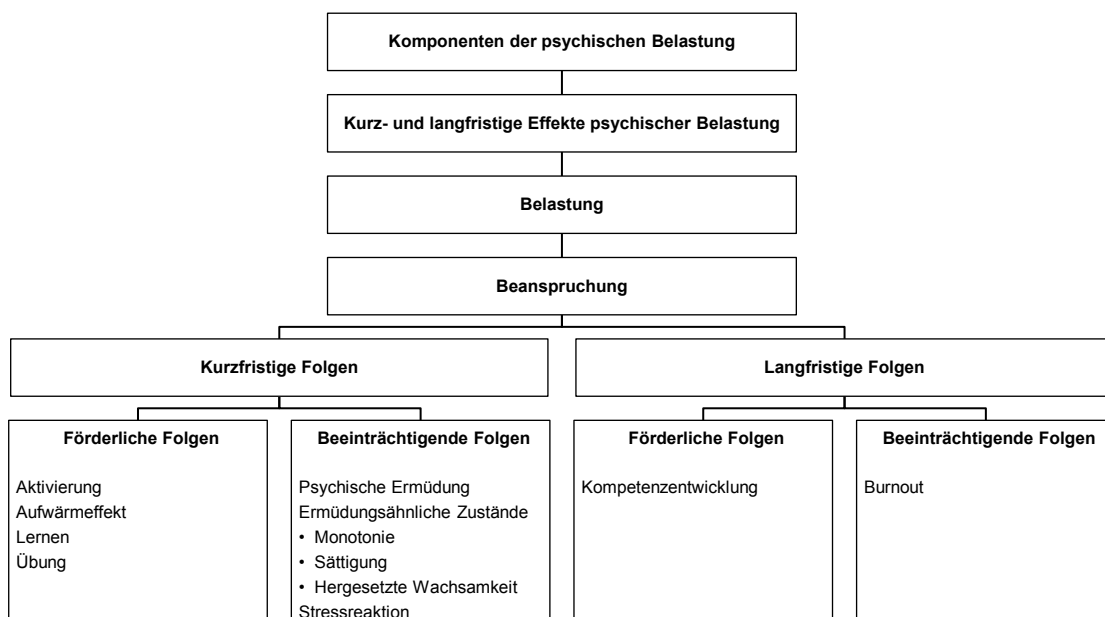 Komponenten der psychischen Belastung
Kurz- und langfristige Effekte psychischer Belastung
Belastung
Beanspruchung
Kurzfristige Folgen
Langfristige Folgen
Förderliche Folgen
Aktivierung
Aufwärmeffekt
Lernen
Übung
Beeinträchtigende Folgen
Psychische Ermüdung
Ermüdungsähnliche Zustände
• Monotonie
• Sättigung
• Hergesetzte Wachsamkeit
Stressreaktion
Förderliche Folgen
Kompetenzentwicklung
Beeinträchtigende Folgen
Burnout